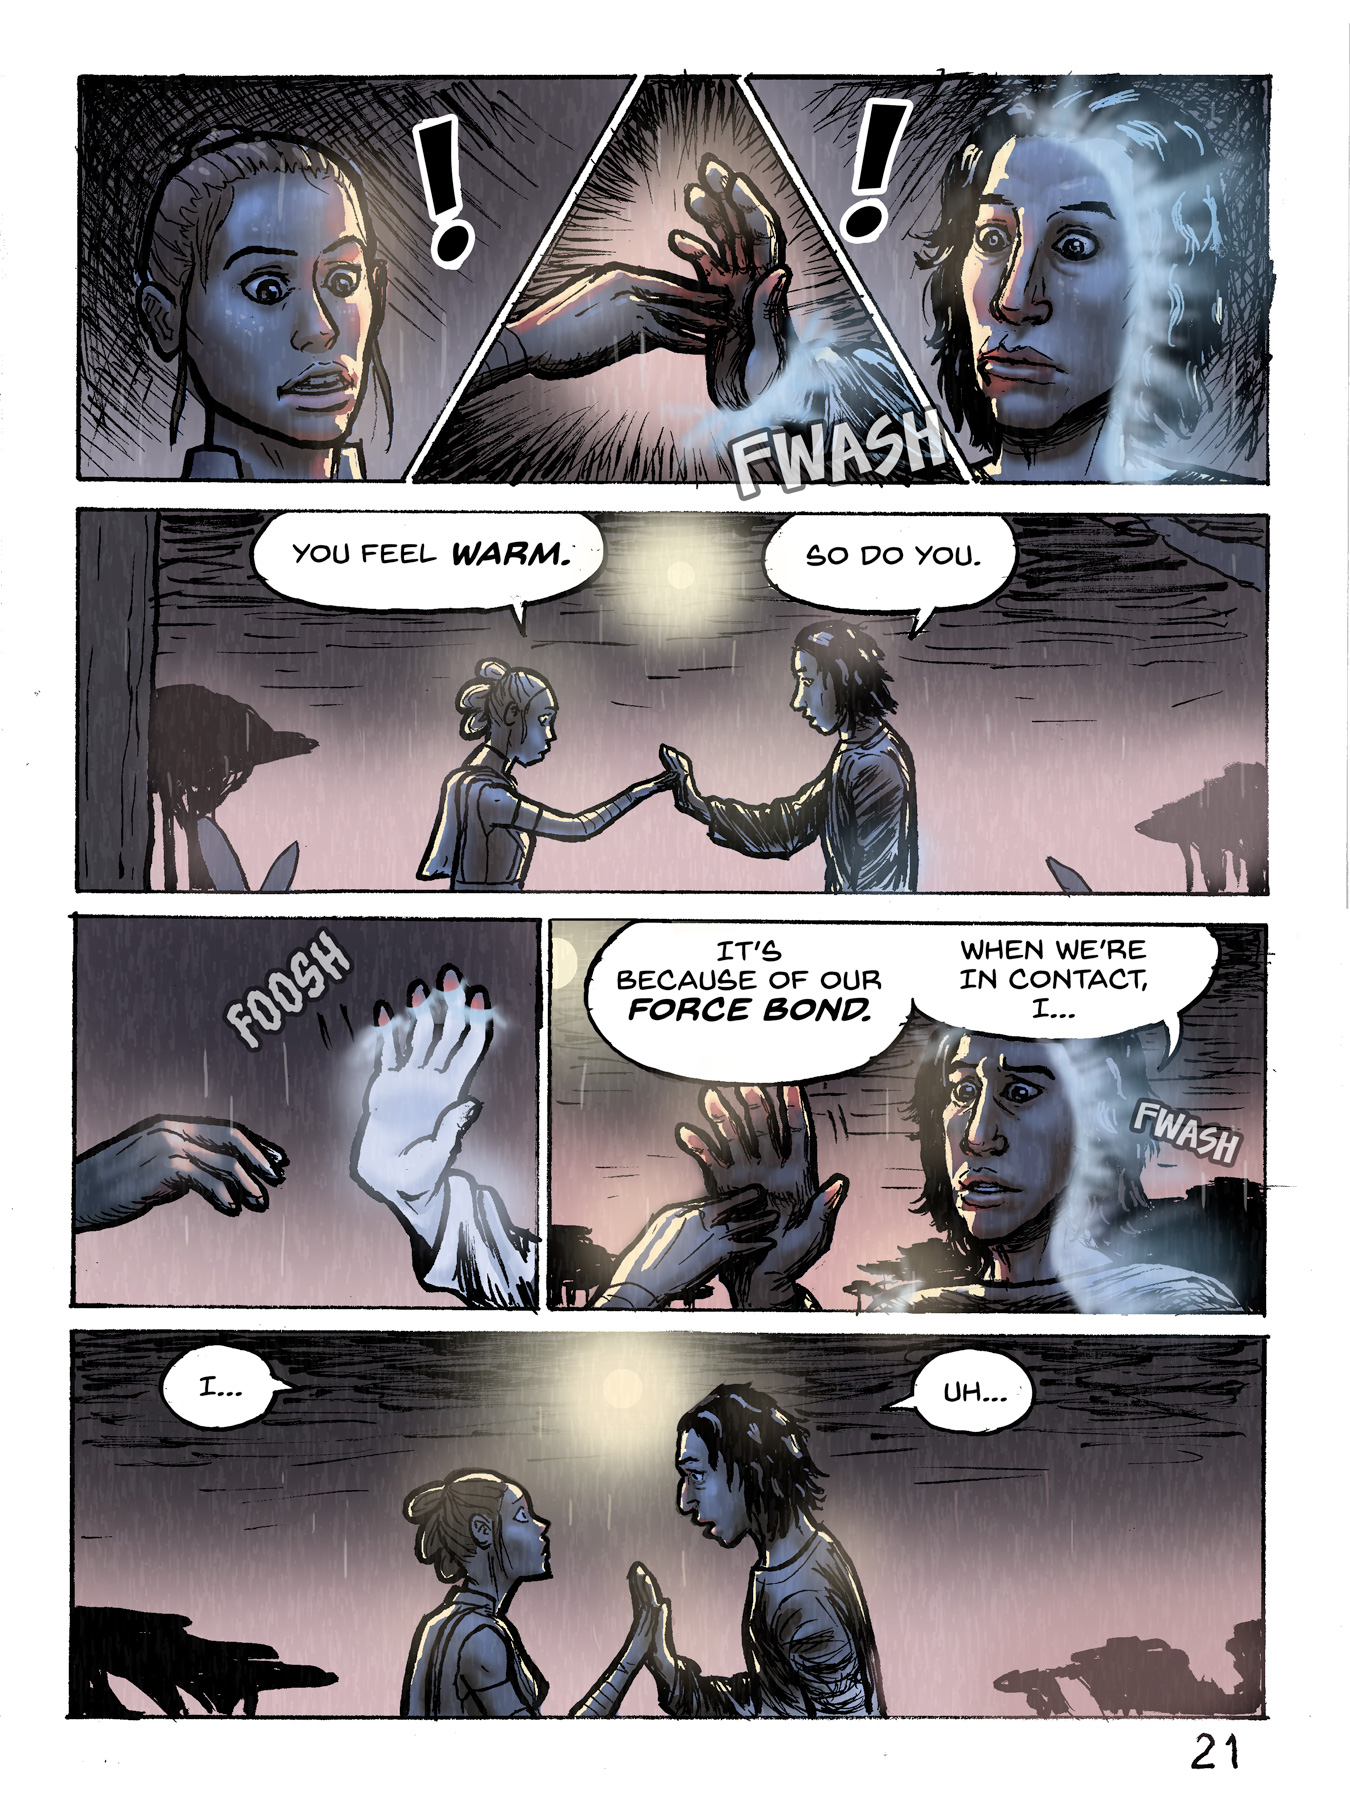 !
!
FWASH
YOU FEEL WARM.
SO DO YOU.
FOOSH
IT'S
BECAUSE OF OUR
FORCE BOND.
WHEN WE'RE
IN CONTACT,
I...
FWASH
I...
UH...
21